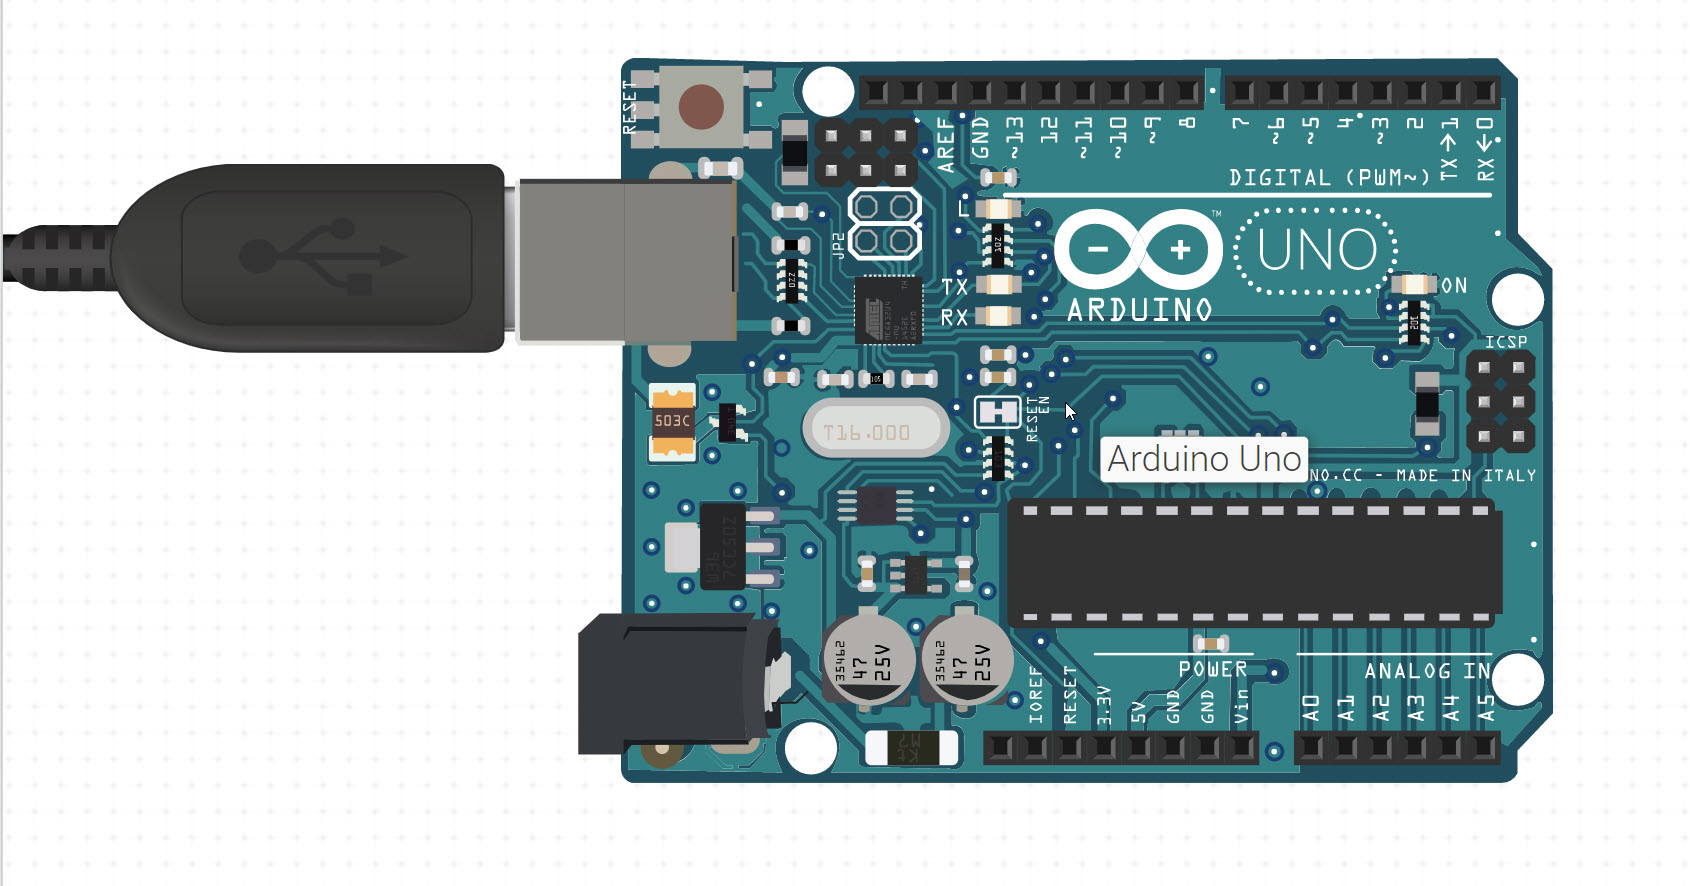 RESET
AREF
GND
~13
12
~11
~10
~9
8
7
~6
~5
4
~3
2
TX→1
RX←0
DIGITAL (PWM~)
L
JP2
TX
RX
™
UNO
ARDUINO
ON
ICSP
RESET
EN
503C
T16.000
Arduino Uno
NO.CC - MADE IN ITALY
35462
47
25V
35462
47
25V
POWER
ANALOG IN
IOREF
RESET
3.3V
5V
GND
GND
Vin
A0
A1
A2
A3
A4
A5